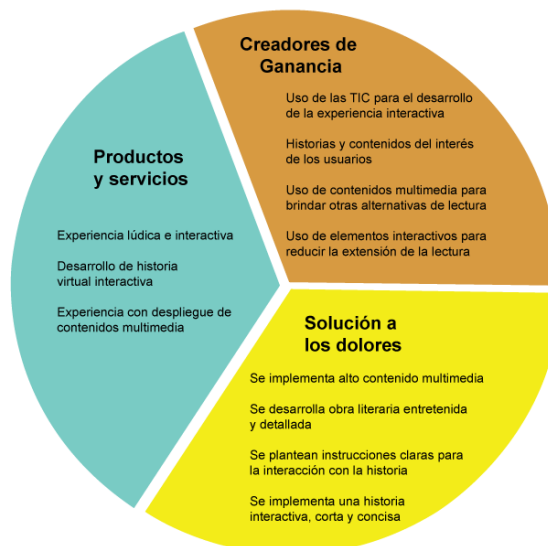 Creadores de
Ganancia
Uso de las TIC para el desarrollo
de la experiencia interactiva
Historias y contenidos del interés
de los usuarios
Uso de contenidos multimedia para
brindar otras alternativas de lectura
Uso de elementos interactivos para
reducir la extensión de la lectura
Productos
y servicios
Experiencia lúdica e interactiva
Desarrollo de historia
virtual interactiva
Experiencia con despliegue de
contenidos multimedia
Solución a
los dolores
Se implementa alto contenido multimedia
Se desarrolla obra literaria entretenida
y detallada
Se plantean instrucciones claras para
la interacción con la historia
Se implementa una historia
interactiva, corta y concisa